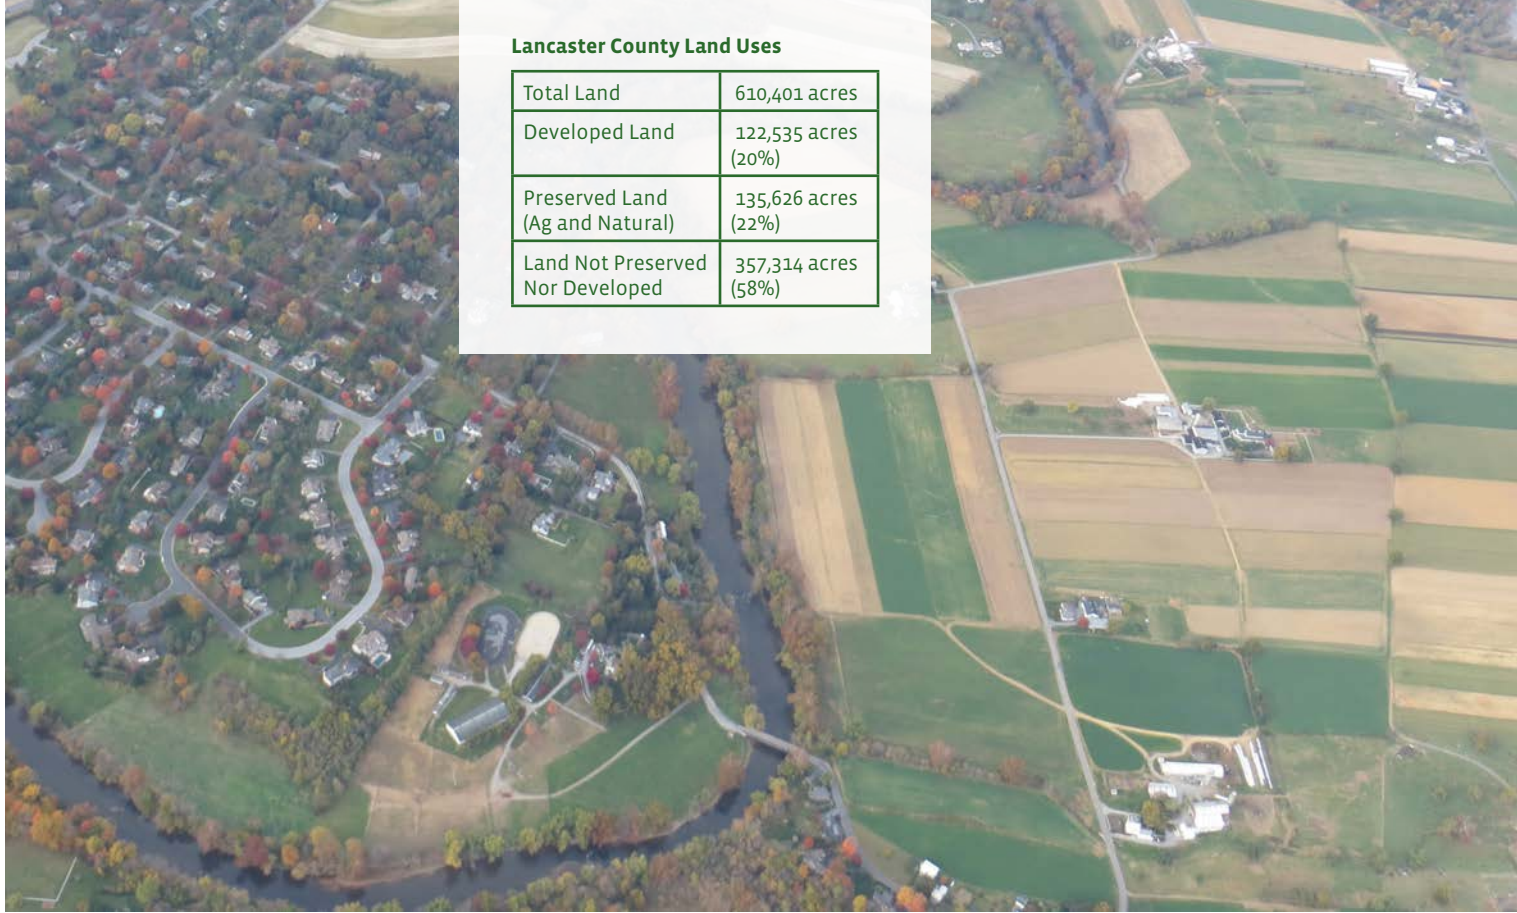 Lancaster County Land Uses
Total Land 610,401 acres
Developed Land 122,535 acres
(20%)
Preserved Land 135,626 acres
(Ag and Natural) (22%)
Land Not Preserved 357,314 acres
Nor Developed (58%)